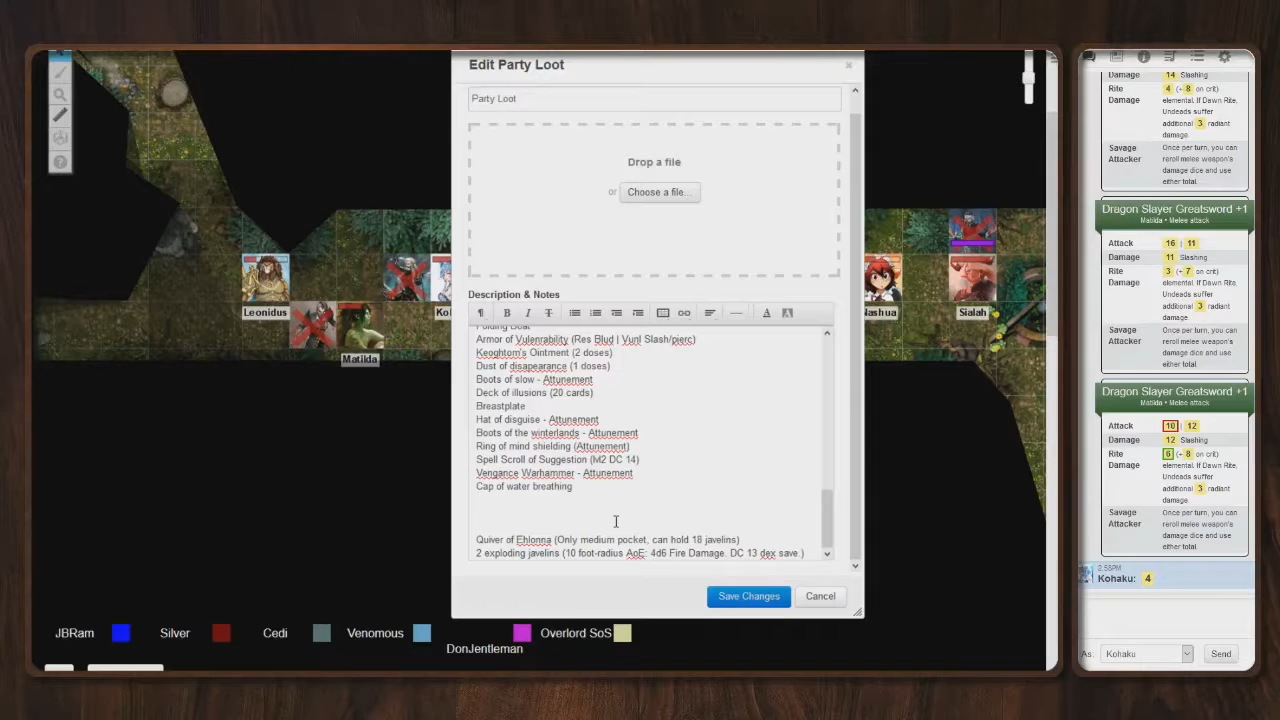 Edit Party Loot
Party Loot
Drop a file
or Choose a file...
Description & Notes
Folding Boat
Armor of Vulenrability (Res Blud | Vunl Slash/pierc)
Keoghtom's Ointment (2 doses)
Dust of disapearance (1 doses)
Boots of slow - Attunement
Deck of illusions (20 cards)
Breastplate
Hat of disguise - Attunement
Boots of the winterlands - Attunement
Ring of mind shielding (Attunement)
Spell Scroll of Suggestion (lvl2 DC 14)
Vengance Warhammer - Attunement
Cap of water breathing
Quiver of Ehlonna (Only medium pocket, can hold 18 javelins)
2 exploding javelins (10 foot-radius AoE: 4d6 Fire Damage. DC 13 dex save.)
Save Changes
Cancel
Leonidus
Matilda
Sialah
JBRam
Silver
Cedi
Venomous
DonJentleman
Overlord SoS
Damage 14 Slashing
Rite Damage 4 (+ 8 on crit)
elemental. If Dawn Rite,
Undeads suffer
additional 3 radiant
damage.
Savage Attacker Once per turn, you can
reroll melee weapon's
damage dice and use
either total.
Dragon Slayer Greatsword +1
Matilda • Melee attack
Attack 16 | 11
Damage 11 Slashing
Rite Damage 3 (+ 7 on crit)
elemental. If Dawn Rite,
Undeads suffer
additional 3 radiant
damage.
Savage Attacker Once per turn, you can
reroll melee weapon's
damage dice and use
either total.
Dragon Slayer Greatsword +1
Matilda • Melee attack
Attack 10 | 12
Damage 12 Slashing
Rite Damage 6 (+ 8 on crit)
elemental. If Dawn Rite,
Undeads suffer
additional 3 radiant
damage.
Savage Attacker Once per turn, you can
reroll melee weapon's
damage dice and use
either total.
Kohaku: 4
As: Kohaku
Send